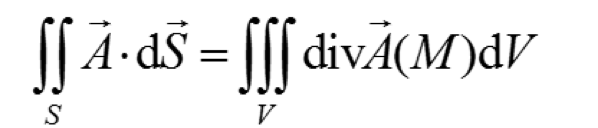 ∬_S A⃗ · dS⃗ = ∭_V divA⃗(M)dV